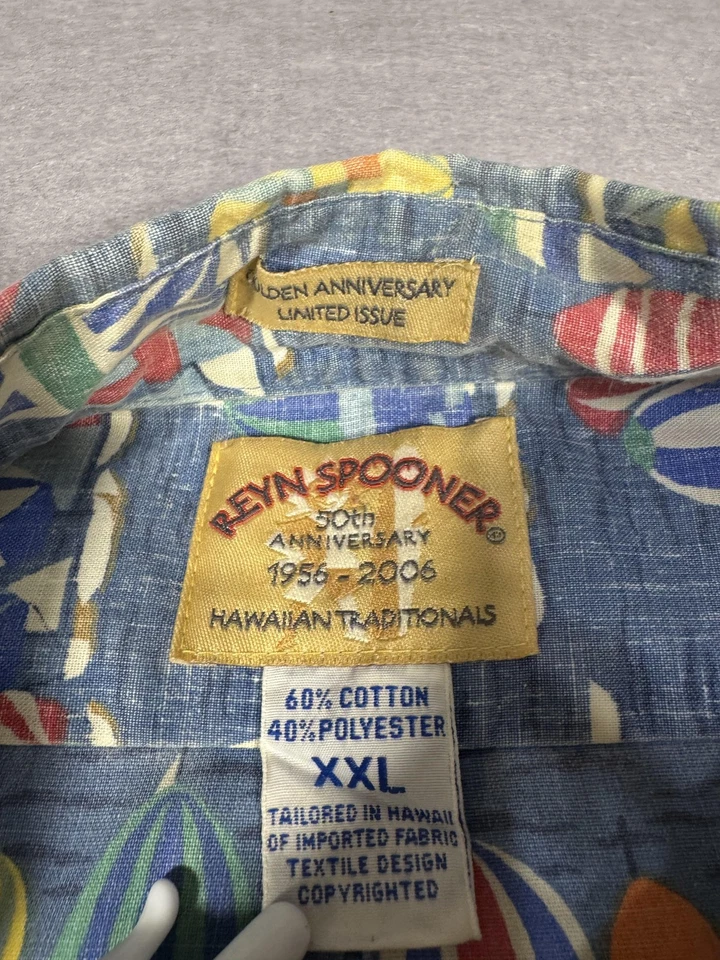 OLDEN ANNIVERSARY
LIMITED ISSUE
REYN SPOONER®
50th
ANNIVERSARY
1956 - 2006
HAWAIIAN TRADITIONALS
60% COTTON
40% POLYESTER
XXL
TAILORED IN HAWAII
OF IMPORTED FABRIC
TEXTILE DESIGN
COPYRIGHTED